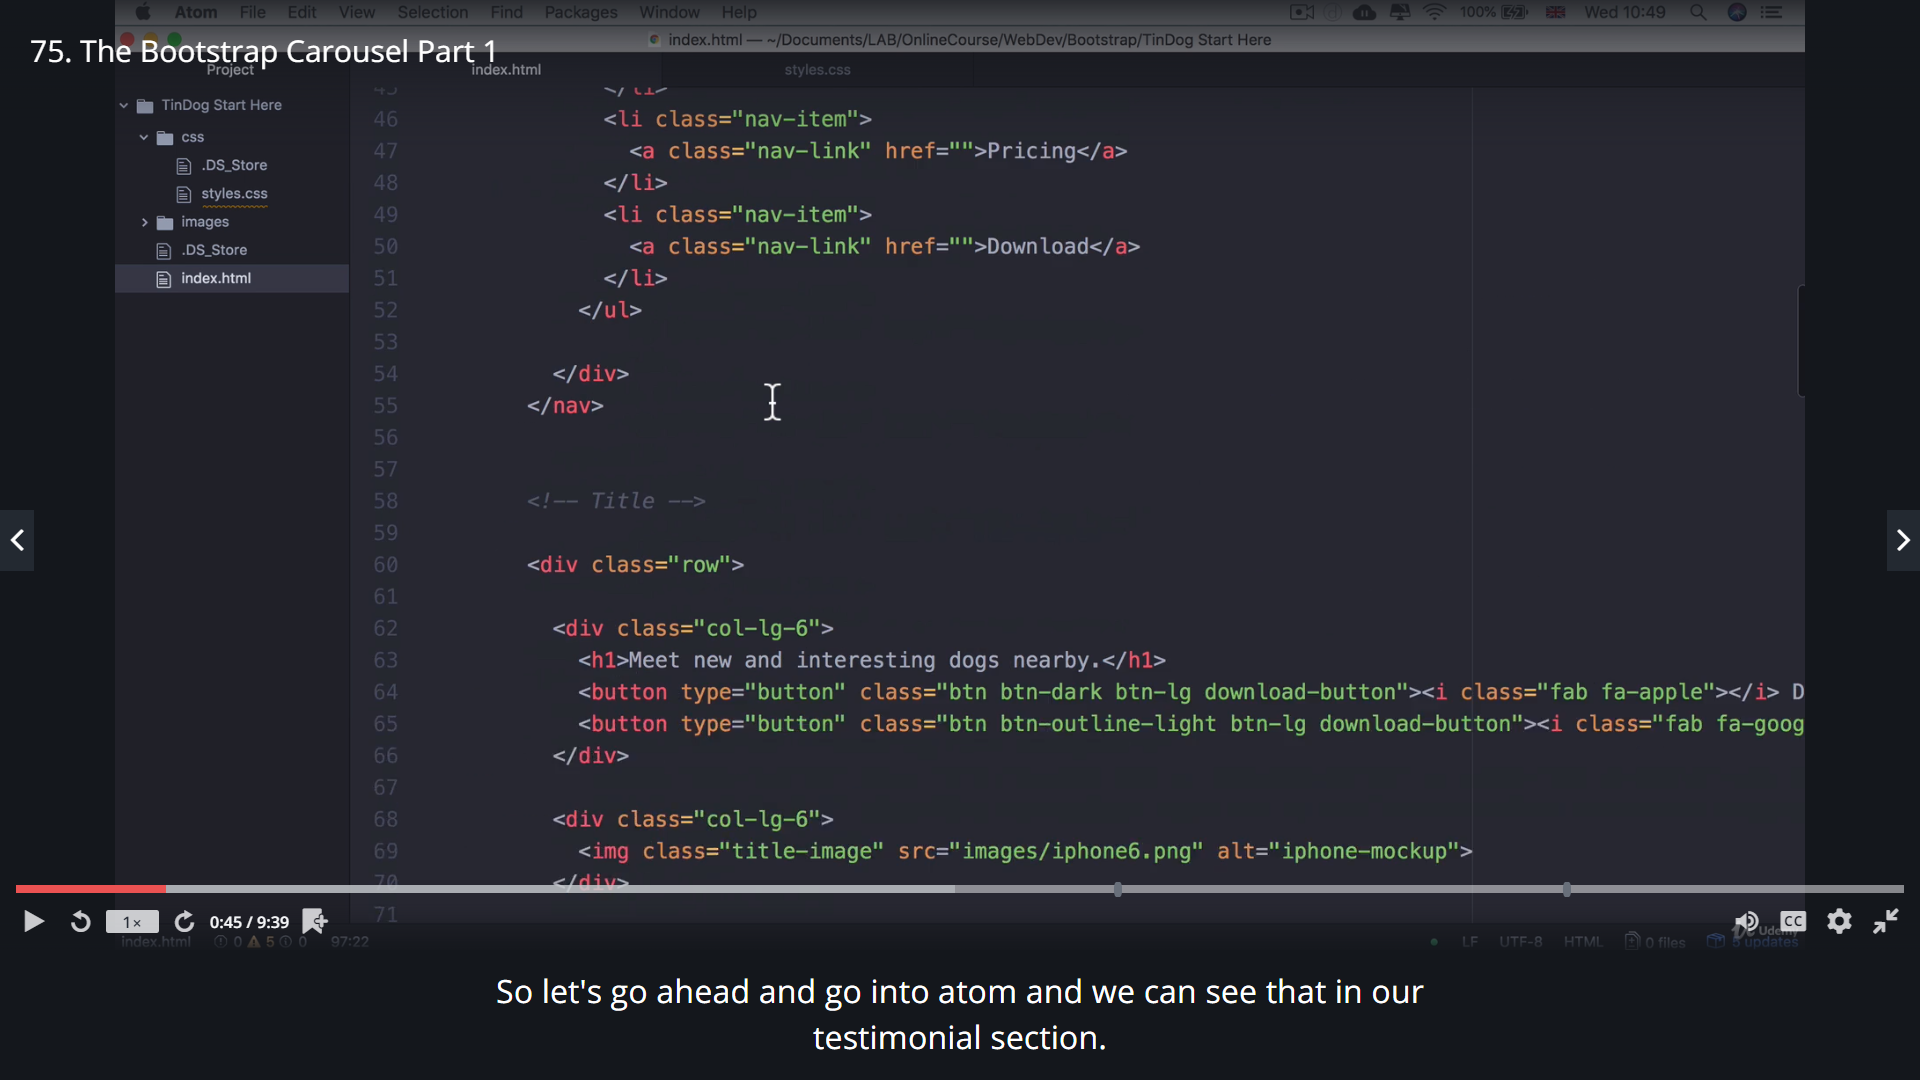 Atom File Edit View Selection Find Packages Window Help 100% Wed 10:49
index.html — ~/Documents/LAB/OnlineCourse/WebDev/Bootstrap/TinDog Start Here
75. The Bootstrap Carousel Part 1
Project
index.html
styles.css
TinDog Start Here
css
.DS_Store
styles.css
images
.DS_Store
index.html
45 </li>
46 <li class="nav-item">
47 <a class="nav-link" href="">Pricing</a>
48 </li>
49 <li class="nav-item">
50 <a class="nav-link" href="">Download</a>
51 </li>
52 </ul>
53
54 </div>
55 </nav>
56
57
58 <!-- Title -->
59
60 <div class="row">
61
62 <div class="col-lg-6">
63 <h1>Meet new and interesting dogs nearby.</h1>
64 <button type="button" class="btn btn-dark btn-lg download-button"><i class="fab fa-apple"></i> D
65 <button type="button" class="btn btn-outline-light btn-lg download-button"><i class="fab fa-goog
66 </div>
67
68 <div class="col-lg-6">
69 <img class="title-image" src="images/iphone6.png" alt="iphone-mockup">
70 </div>
71
1× 0:45 / 9:39 CC
Udemy
index.html 0 5 0 97:22 LF UTF-8 HTML 0 files 5 updates
So let's go ahead and go into atom and we can see that in our
testimonial section.